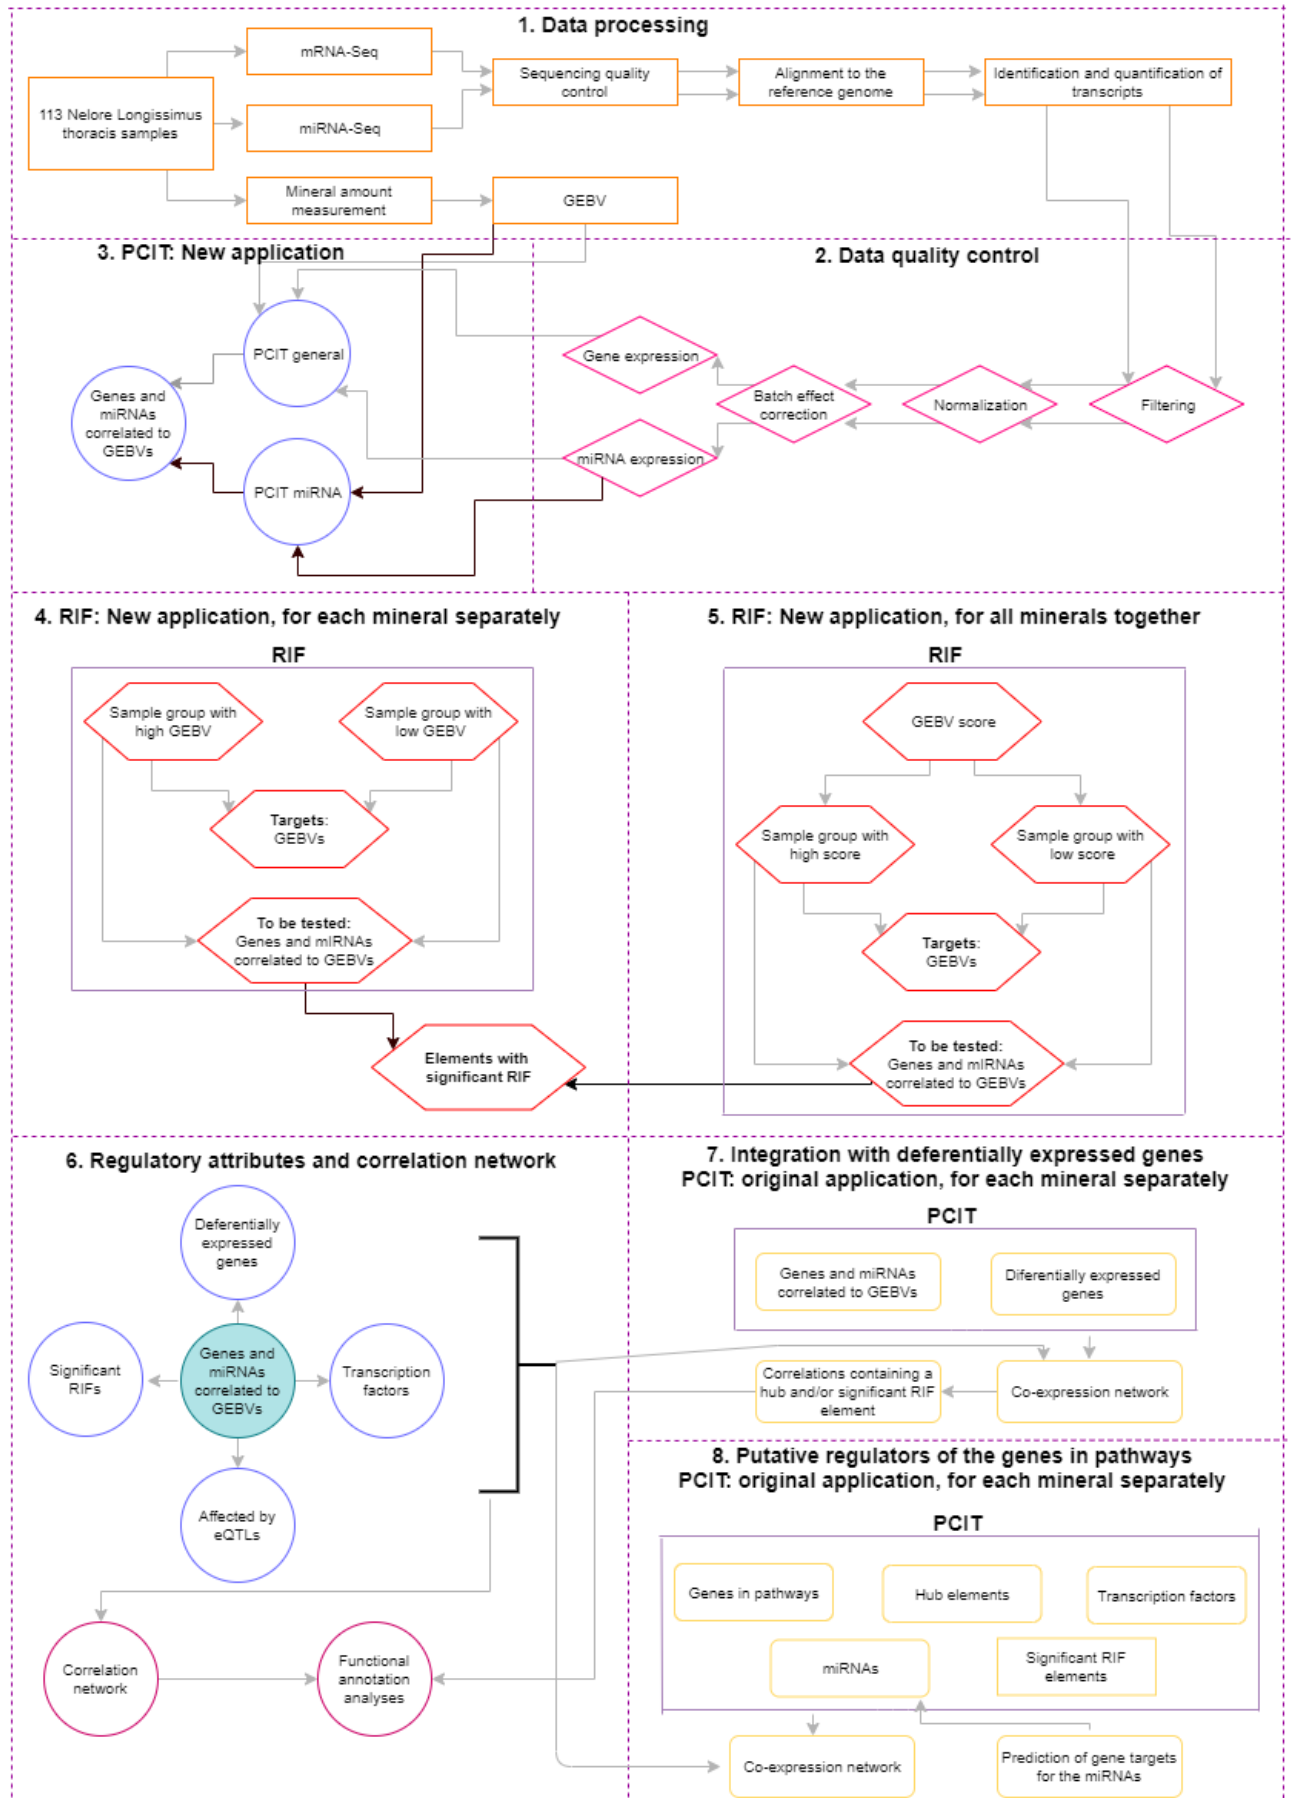 1. Data processing
mRNA-Seq
Sequencing quality
control
Alignment to the
reference genome
Identification and quantification of
transcripts
113 Nelore Longissimus
thoracis samples
miRNA-Seq
Mineral amount
measurement
GEBV
3. PCIT: New application
2. Data quality control
PCIT general
Gene expression
Genes and
miRNAs
correlated to
GEBVs
Batch effect
correction
Normalization
Filtering
miRNA expression
PCIT miRNA
4. RIF: New application, for each mineral separately
RIF
Sample group with
high GEBV
Sample group with
low GEBV
Targets:
GEBVs
To be tested:
Genes and mIRNAs
correlated to GEBVs
Elements with
significant RIF
5. RIF: New application, for all minerals together
RIF
GEBV score
Sample group with
high score
Sample group with
low score
Targets:
GEBVs
To be tested:
Genes and mIRNAs
correlated to GEBVs
6. Regulatory attributes and correlation network
Deferentially
expressed
genes
Significant
RIFs
Genes and
miRNAs
correlated to
GEBVs
Transcription
factors
Affected by
eQTLs
Correlation
network
Functional
annotation
analyses
7. Integration with deferentially expressed genes
PCIT: original application, for each mineral separately
PCIT
Genes and miRNAs
correlated to GEBVs
Diferentially expressed
genes
Correlations containing a
hub and/or significant RIF
element
Co-expression network
8. Putative regulators of the genes in pathways
PCIT: original application, for each mineral separately
PCIT
Genes in pathways
Hub elements
Transcription factors
miRNAs
Significant RIF
elements
Co-expression network
Prediction of gene targets
for the miRNAs